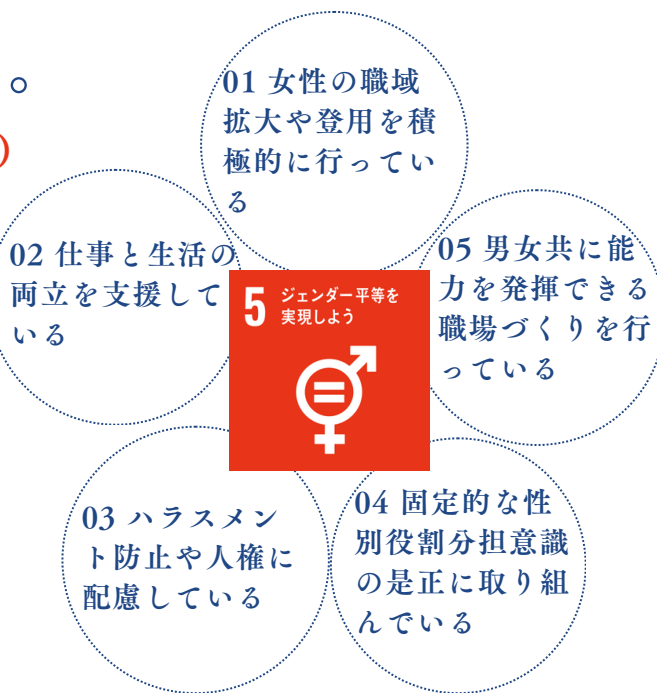 。
)
01 女性の職域
拡大や登用を積
極的に行ってい
る
02 仕事と生活の
両立を支援して
いる
5 ジェンダー平等を
実現しよう
05 男女共に能
力を発揮できる
職場づくりを行
っている
03 ハラスメン
ト防止や人権に
配慮している
04 固定的な性
別役割分担意識
の是正に取り組
んでいる